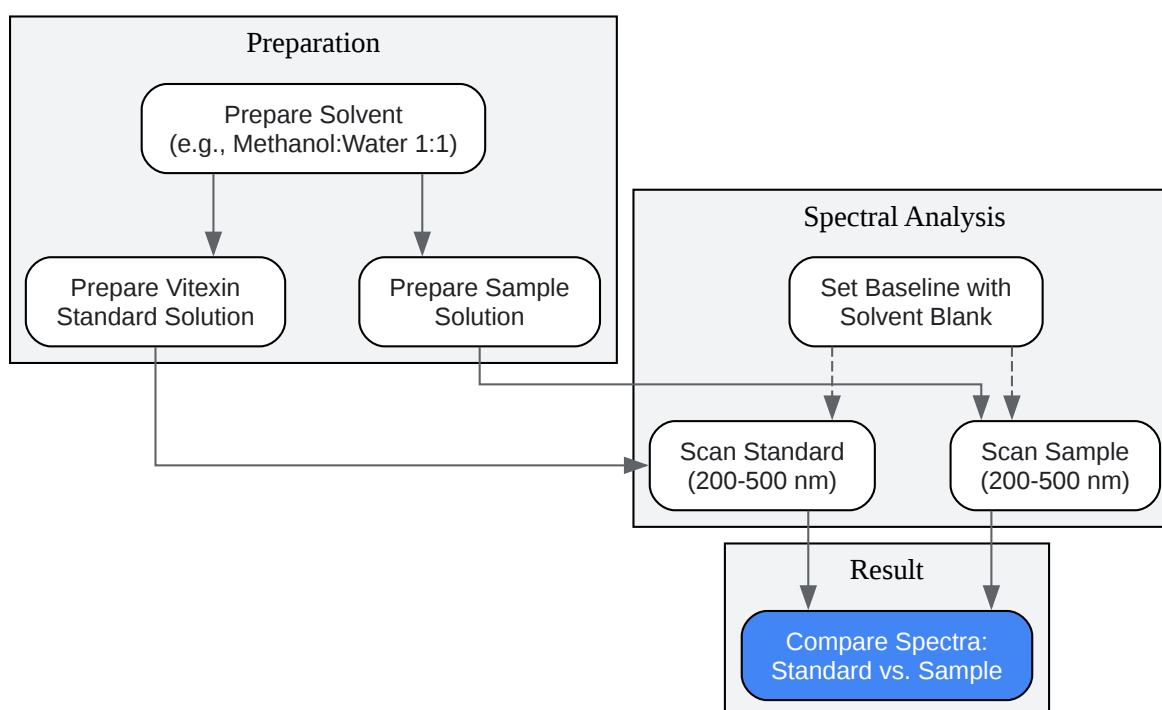 Preparation
Prepare Solvent
(e.g., Methanol:Water 1:1)
Prepare Vitexin
Standard Solution
Prepare Sample
Solution
Spectral Analysis
Set Baseline with
Solvent Blank
Scan Standard
(200-500 nm)
Scan Sample
(200-500 nm)
Result
Compare Spectra:
Standard vs. Sample